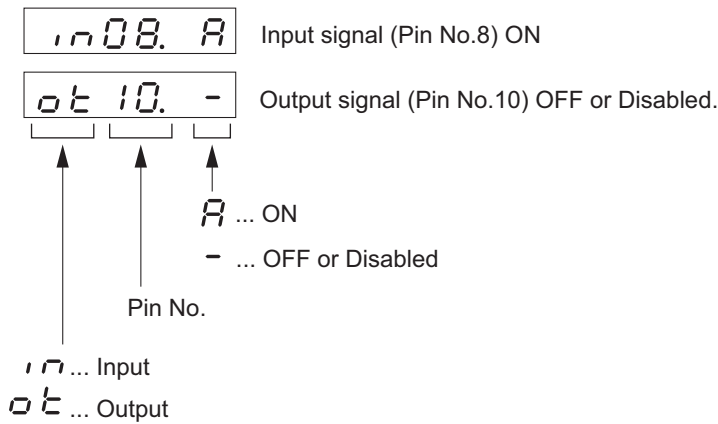 in08. A Input signal (Pin No.8) ON
ot 10. - Output signal (Pin No.10) OFF or Disabled.
A ... ON
- ... OFF or Disabled
Pin No.
in ... Input
ot ... Output